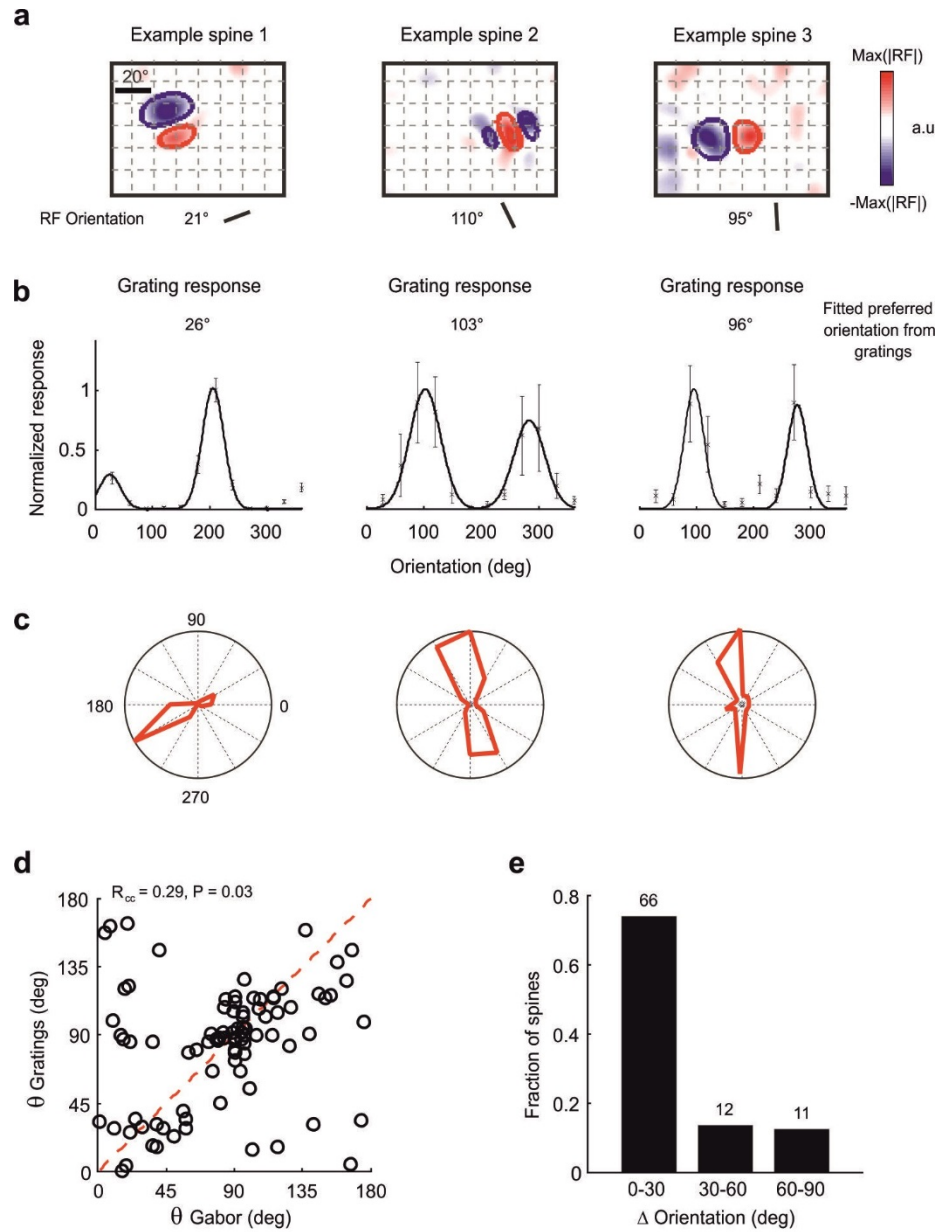 a
Example spine 1 Example spine 2 Example spine 3
Max(|RF|)
20°
a.u
-Max(|RF|)
RF Orientation 21° 110° 95°
b
Grating response Grating response Grating response
26° 103° 96°
Fitted preferred
orientation from
gratings
Normalized response
1
0.5
0
0 100 200 300 0 100 200 300 0 100 200 300
Orientation (deg)
c
90
180 0
270
d
R_cc = 0.29, P = 0.03
θ Gratings (deg)
180
135
90
45
0
0 45 90 135 180
θ Gabor (deg)
e
Fraction of spines
0.8
0.6
0.4
0.2
0
66
12
11
0-30 30-60 60-90
Δ Orientation (deg)